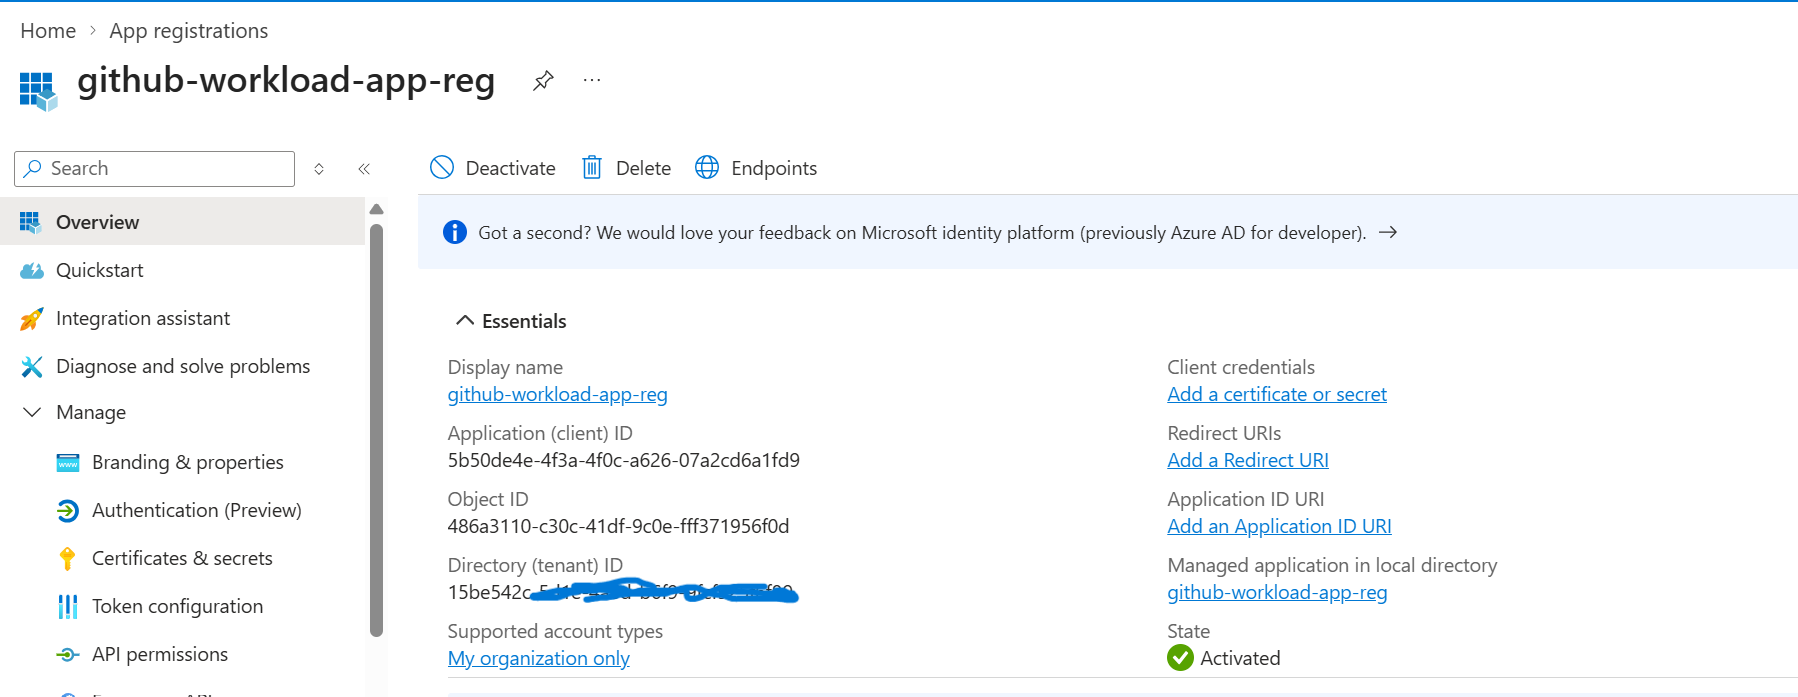 Home > App registrations
github-workload-app-reg
Search
Deactivate Delete Endpoints
Overview
Got a second? We would love your feedback on Microsoft identity platform (previously Azure AD for developer). →
Quickstart
Integration assistant
Diagnose and solve problems
Manage
Branding & properties
Authentication (Preview)
Certificates & secrets
Token configuration
API permissions
Essentials
Display name
github-workload-app-reg
Application (client) ID
5b50de4e-4f3a-4f0c-a626-07a2cd6a1fd9
Object ID
486a3110-c30c-41df-9c0e-fff371956f0d
Directory (tenant) ID
15be542c-
Supported account types
My organization only
Client credentials
Add a certificate or secret
Redirect URIs
Add a Redirect URI
Application ID URI
Add an Application ID URI
Managed application in local directory
github-workload-app-reg
State
Activated